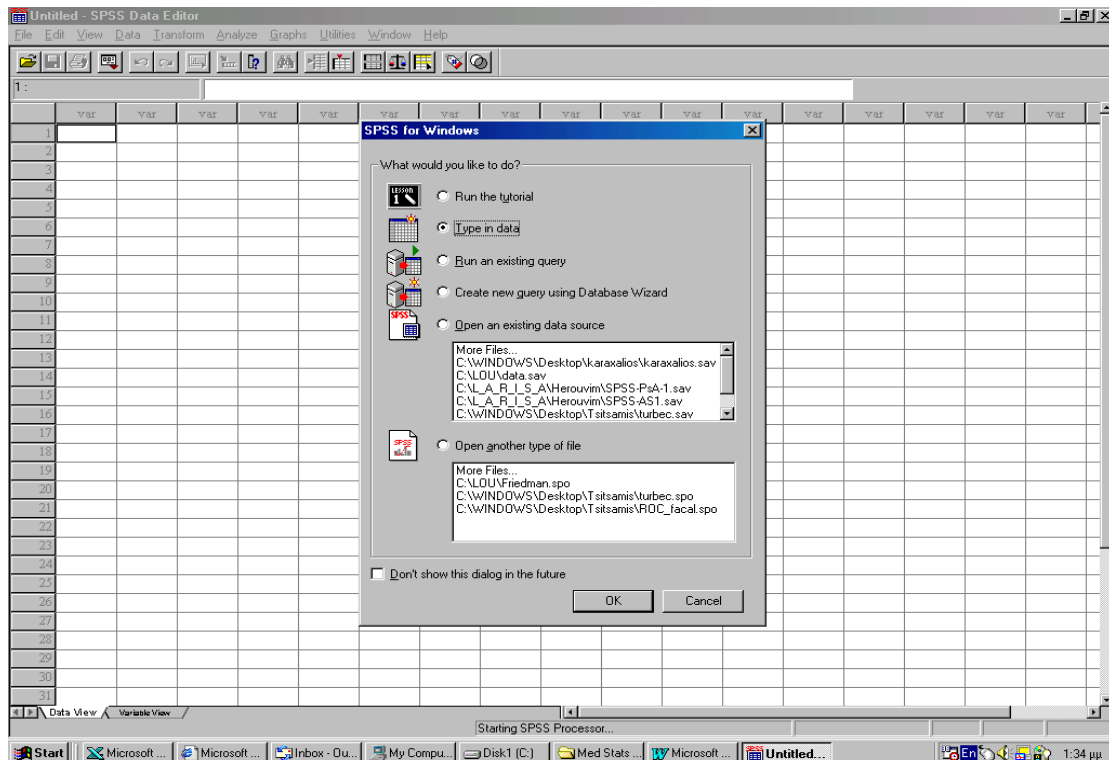 Untitled - SPSS Data Editor
File Edit View Data Transform Analyze Graphs Utilities Window Help
1 :
var var var var var var var var var var var var var var var var var
SPSS for Windows
What would you like to do?
LESSON 1
Run the tutorial
Type in data
Run an existing query
Create new query using Database Wizard
SPSS
Open an existing data source
More Files...
C:\WINDOWS\Desktop\karaxalios\karaxalios.sav
C:\LOU\data.sav
C:\L_A_R_I_S_A\Herouvim\SPSS-PsA-1.sav
C:\L_A_R_I_S_A\Herouvim\SPSS-AS1.sav
C:\WINDOWS\Desktop\Tsitsamis\turbec.sav
SPSS
Open another type of file
More Files...
C:\LOU\Friedman.spo
C:\WINDOWS\Desktop\Tsitsamis\turbec.spo
C:\WINDOWS\Desktop\Tsitsamis\ROC_facal.spo
Don't show this dialog in the future
OK Cancel
1
2
3
4
5
6
7
8
9
10
11
12
13
14
15
16
17
18
19
20
21
22
23
24
25
26
27
28
29
30
31
Data View Variable View
Starting SPSS Processor...
Start Microsoft ... Microsoft ... Inbox - Ou... My Compu... Disk1 (C:) Med Stats ... Microsoft ... Untitled... En 1:34 μμ